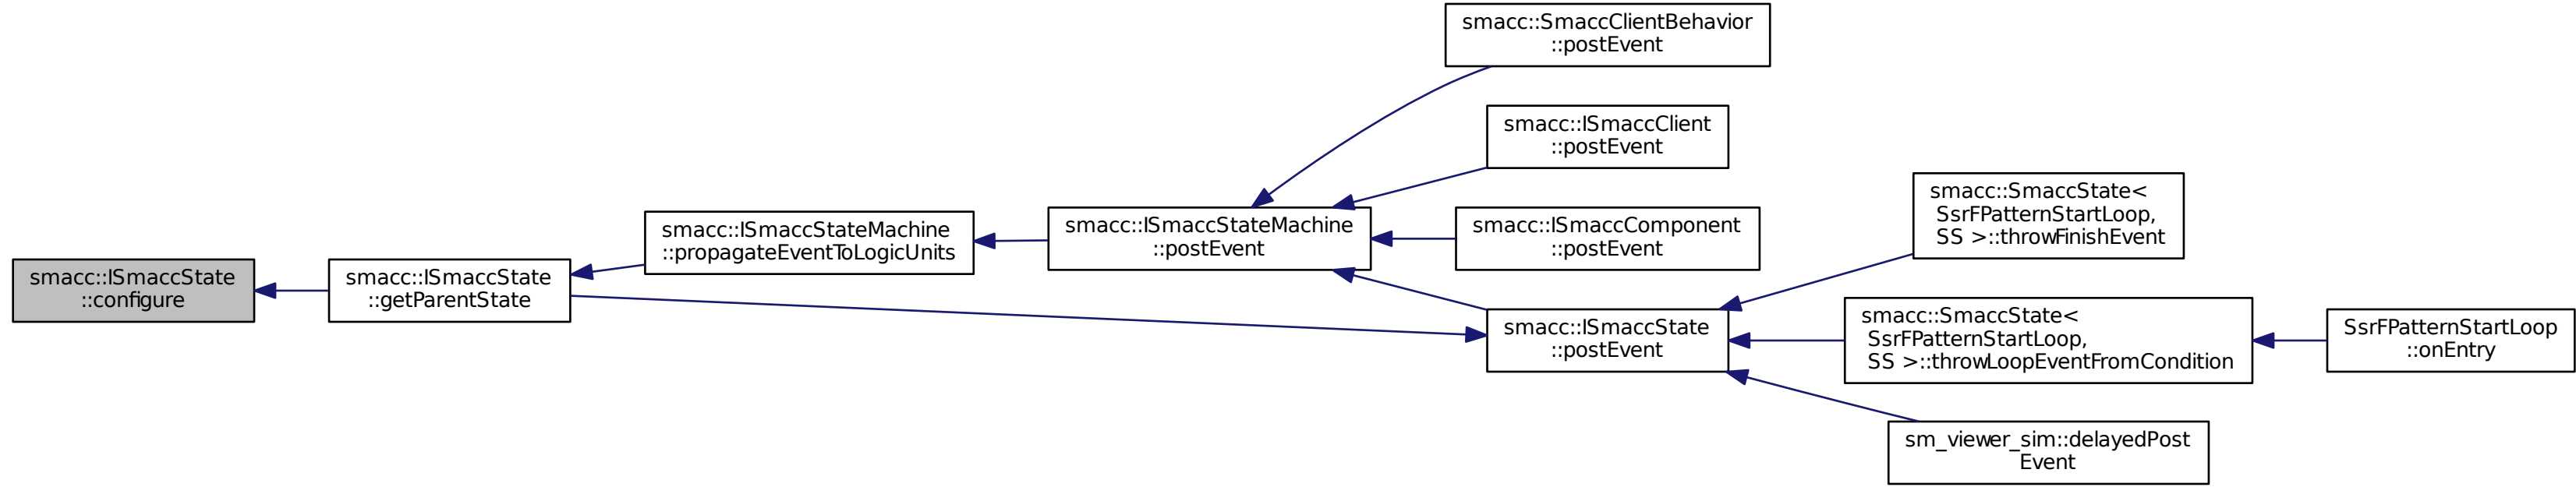 smacc::SmaccClientBehavior
::postEvent
smacc::ISmaccClient
::postEvent
smacc::SmaccState<
SsrFPatternStartLoop,
SS >::throwFinishEvent
smacc::ISmaccStateMachine
::propagateEventToLogicUnits
smacc::ISmaccStateMachine
::postEvent
smacc::ISmaccComponent
::postEvent
smacc::ISmaccState
::configure
smacc::ISmaccState
::getParentState
smacc::ISmaccState
::postEvent
smacc::SmaccState<
SsrFPatternStartLoop,
SS >::throwLoopEventFromCondition
SsrFPatternStartLoop
::onEntry
sm_viewer_sim::delayedPost
Event